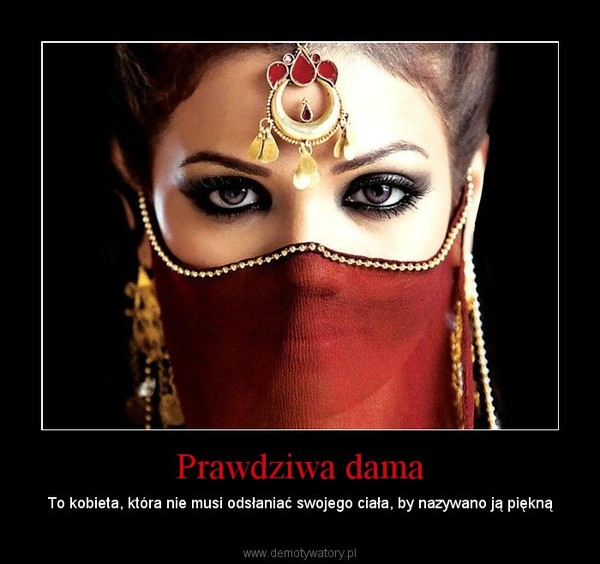 Prawdziwa dama
To kobieta, która nie musi odsłaniać swojego ciała, by nazywano ją piękną
www.demotywatory.pl